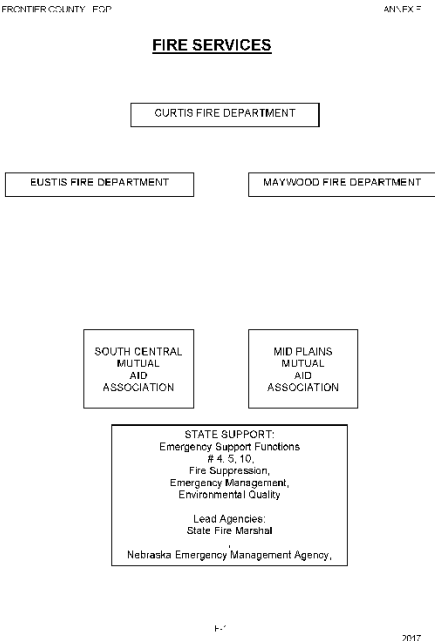 FRONTIER COUNTY EOP
ANNEX F
FIRE SERVICES
CURTIS FIRE DEPARTMENT
EUSTIS FIRE DEPARTMENT
MAYWOOD FIRE DEPARTMENT
SOUTH CENTRAL
MUTUAL
AID
ASSOCIATION
MID PLAINS
MUTUAL
AID
ASSOCIATION
STATE SUPPORT:
Emergency Support Functions
# 4, 5, 10,
Fire Suppression,
Emergency Management,
Environmental Quality
Lead Agencies:
State Fire Marshal
,
Nebraska Emergency Management Agency,
2017